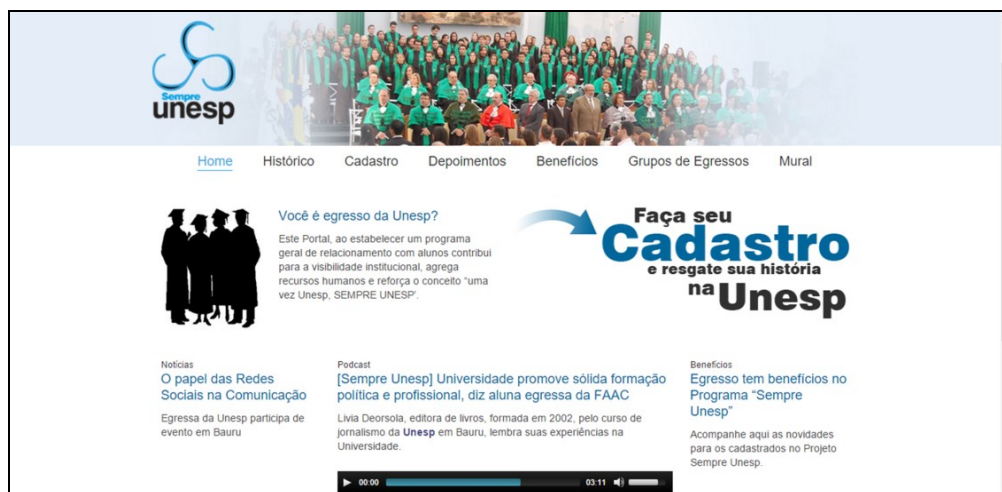 Sempre
unesp
Home Histórico Cadastro Depoimentos Benefícios Grupos de Egressos Mural
Você é egresso da Unesp?
Este Portal, ao estabelecer um programa
geral de relacionamento com alunos contribui
para a visibilidade institucional, agrega
recursos humanos e reforça o conceito “uma
vez Unesp, SEMPRE UNESP’.
Faça seu
Cadastro
e resgate sua história
na Unesp
Notícias
O papel das Redes
Sociais na Comunicação
Egressa da Unesp participa de
evento em Bauru
Podcast
[Sempre Unesp] Universidade promove sólida formação
política e profissional, diz aluna egressa da FAAC
Livia Deorsola, editora de livros, formada em 2002, pelo curso de
jornalismo da Unesp em Bauru, lembra suas experiências na
Universidade.
00:00 03:11
Benefícios
Egresso tem benefícios no
Programa “Sempre
Unesp”
Acompanhe aqui as novidades
para os cadastrados no Projeto
Sempre Unesp.